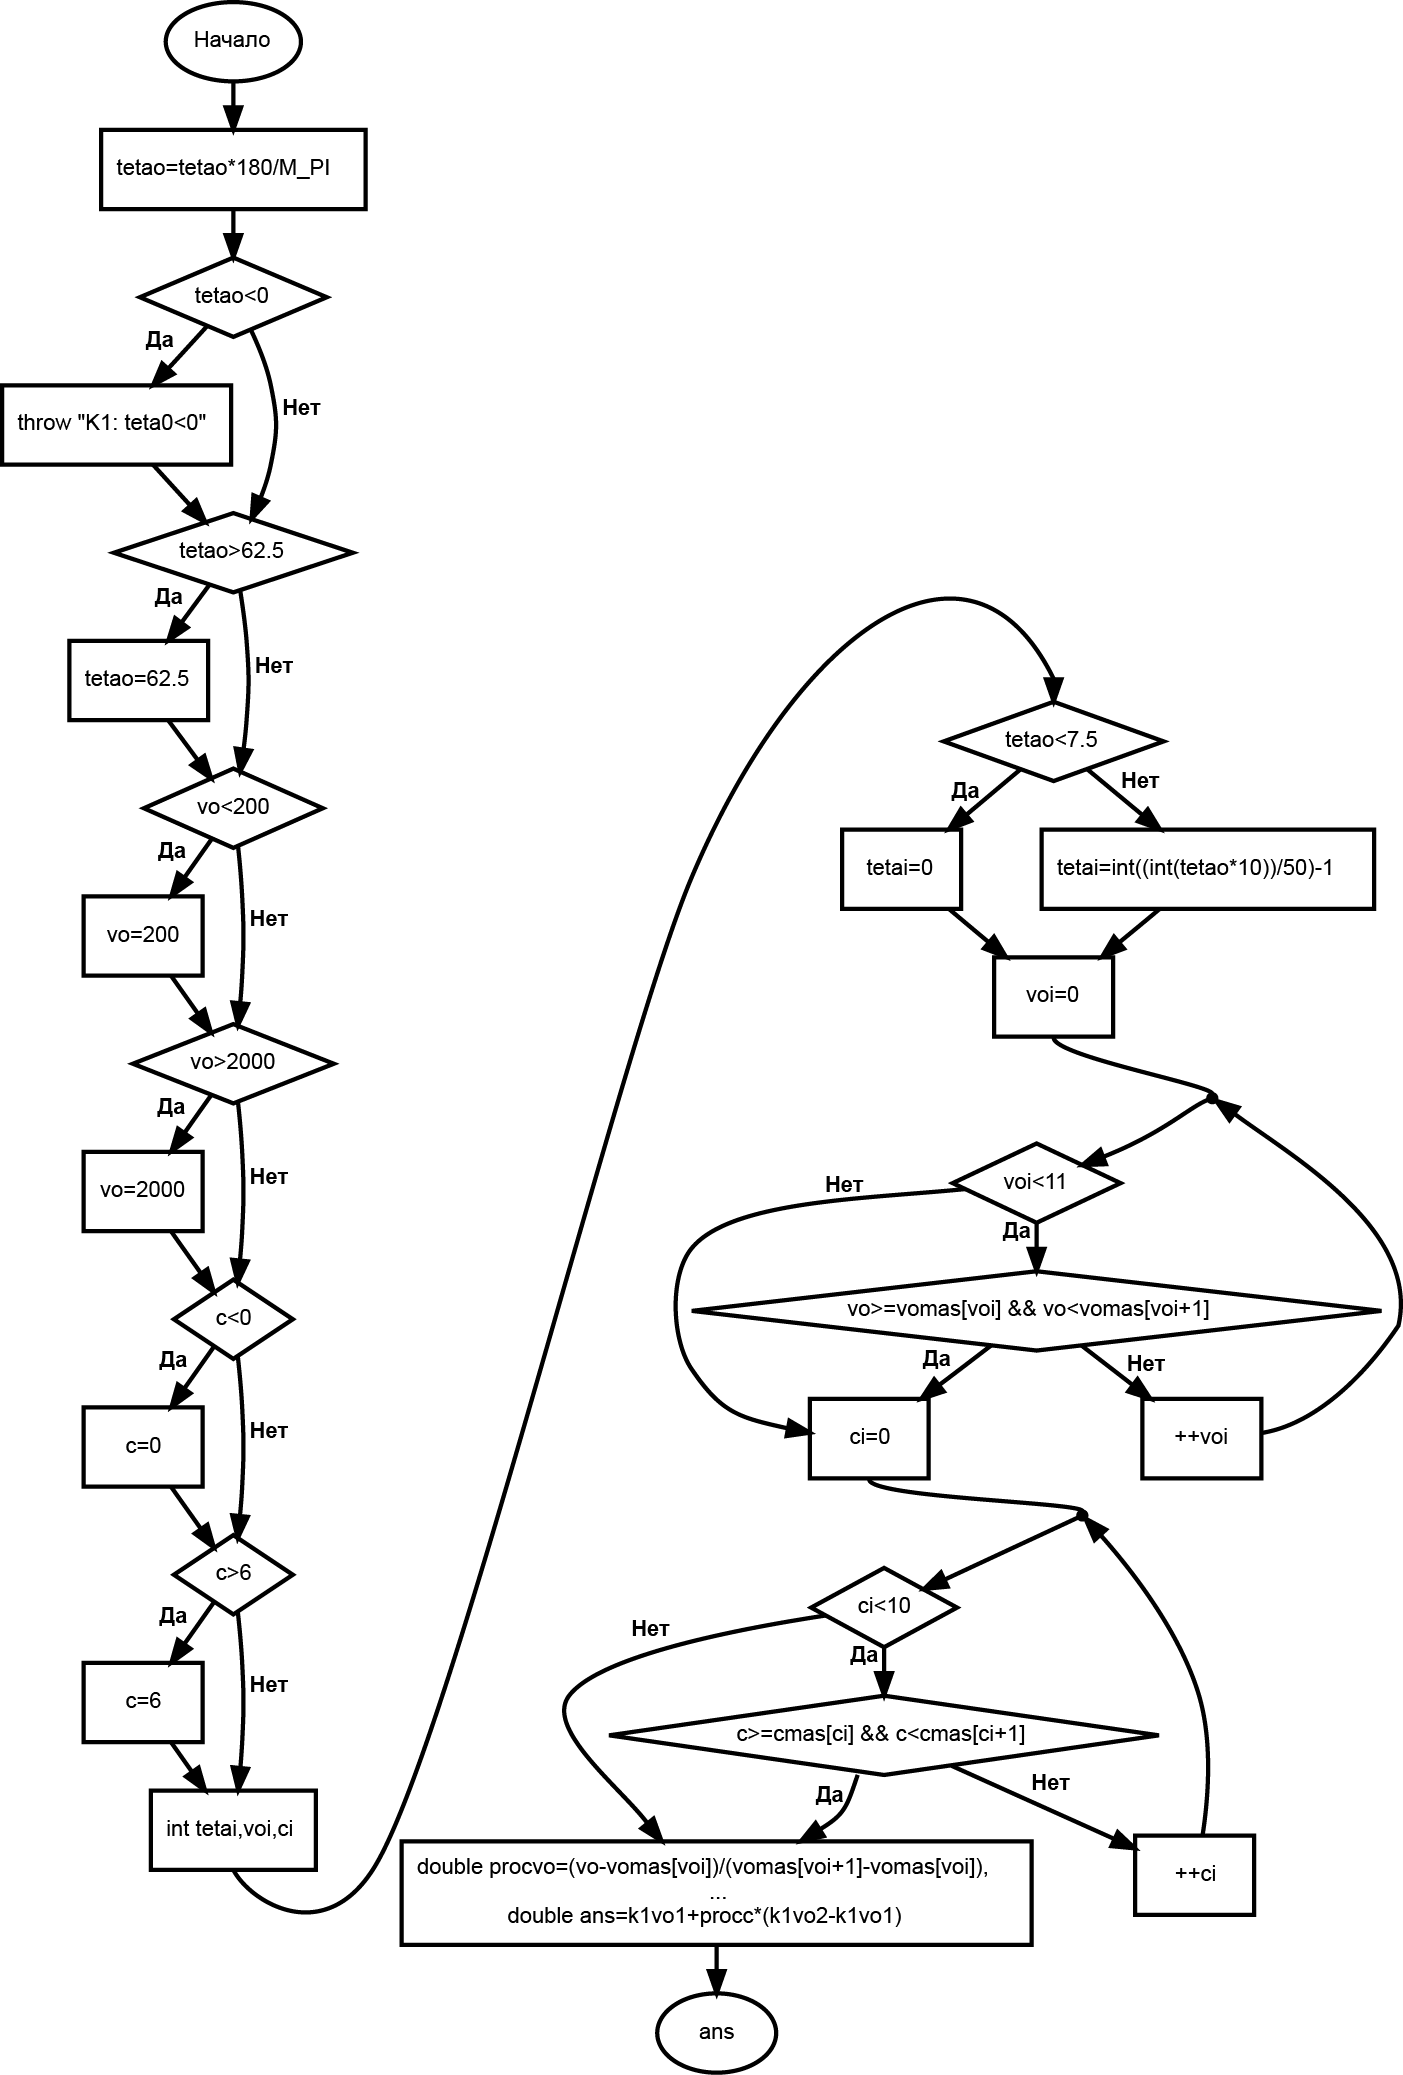 Начало
tetao=tetao*180/M_PI
tetao<0
Да
Нет
throw "K1: teta0<0"
tetao>62.5
Да
Нет
tetao=62.5
vo<200
Да
Нет
vo=200
vo>2000
Да
Нет
vo=2000
c<0
Да
Нет
c=0
c>6
Да
Нет
c=6
int tetai,voi,ci
tetao<7.5
Да
Нет
tetai=0
tetai=int((int(tetao*10))/50)-1
voi=0
voi<11
Нет
Да
vo>=vomas[voi] && vo<vomas[voi+1]
Да
Нет
ci=0
++voi
ci<10
Нет
Да
c>=cmas[ci] && c<cmas[ci+1]
Да
Нет
++ci
double procvo=(vo-vomas[voi])/(vomas[voi+1]-vomas[voi]),
...
double ans=k1vo1+procc*(k1vo2-k1vo1)
ans